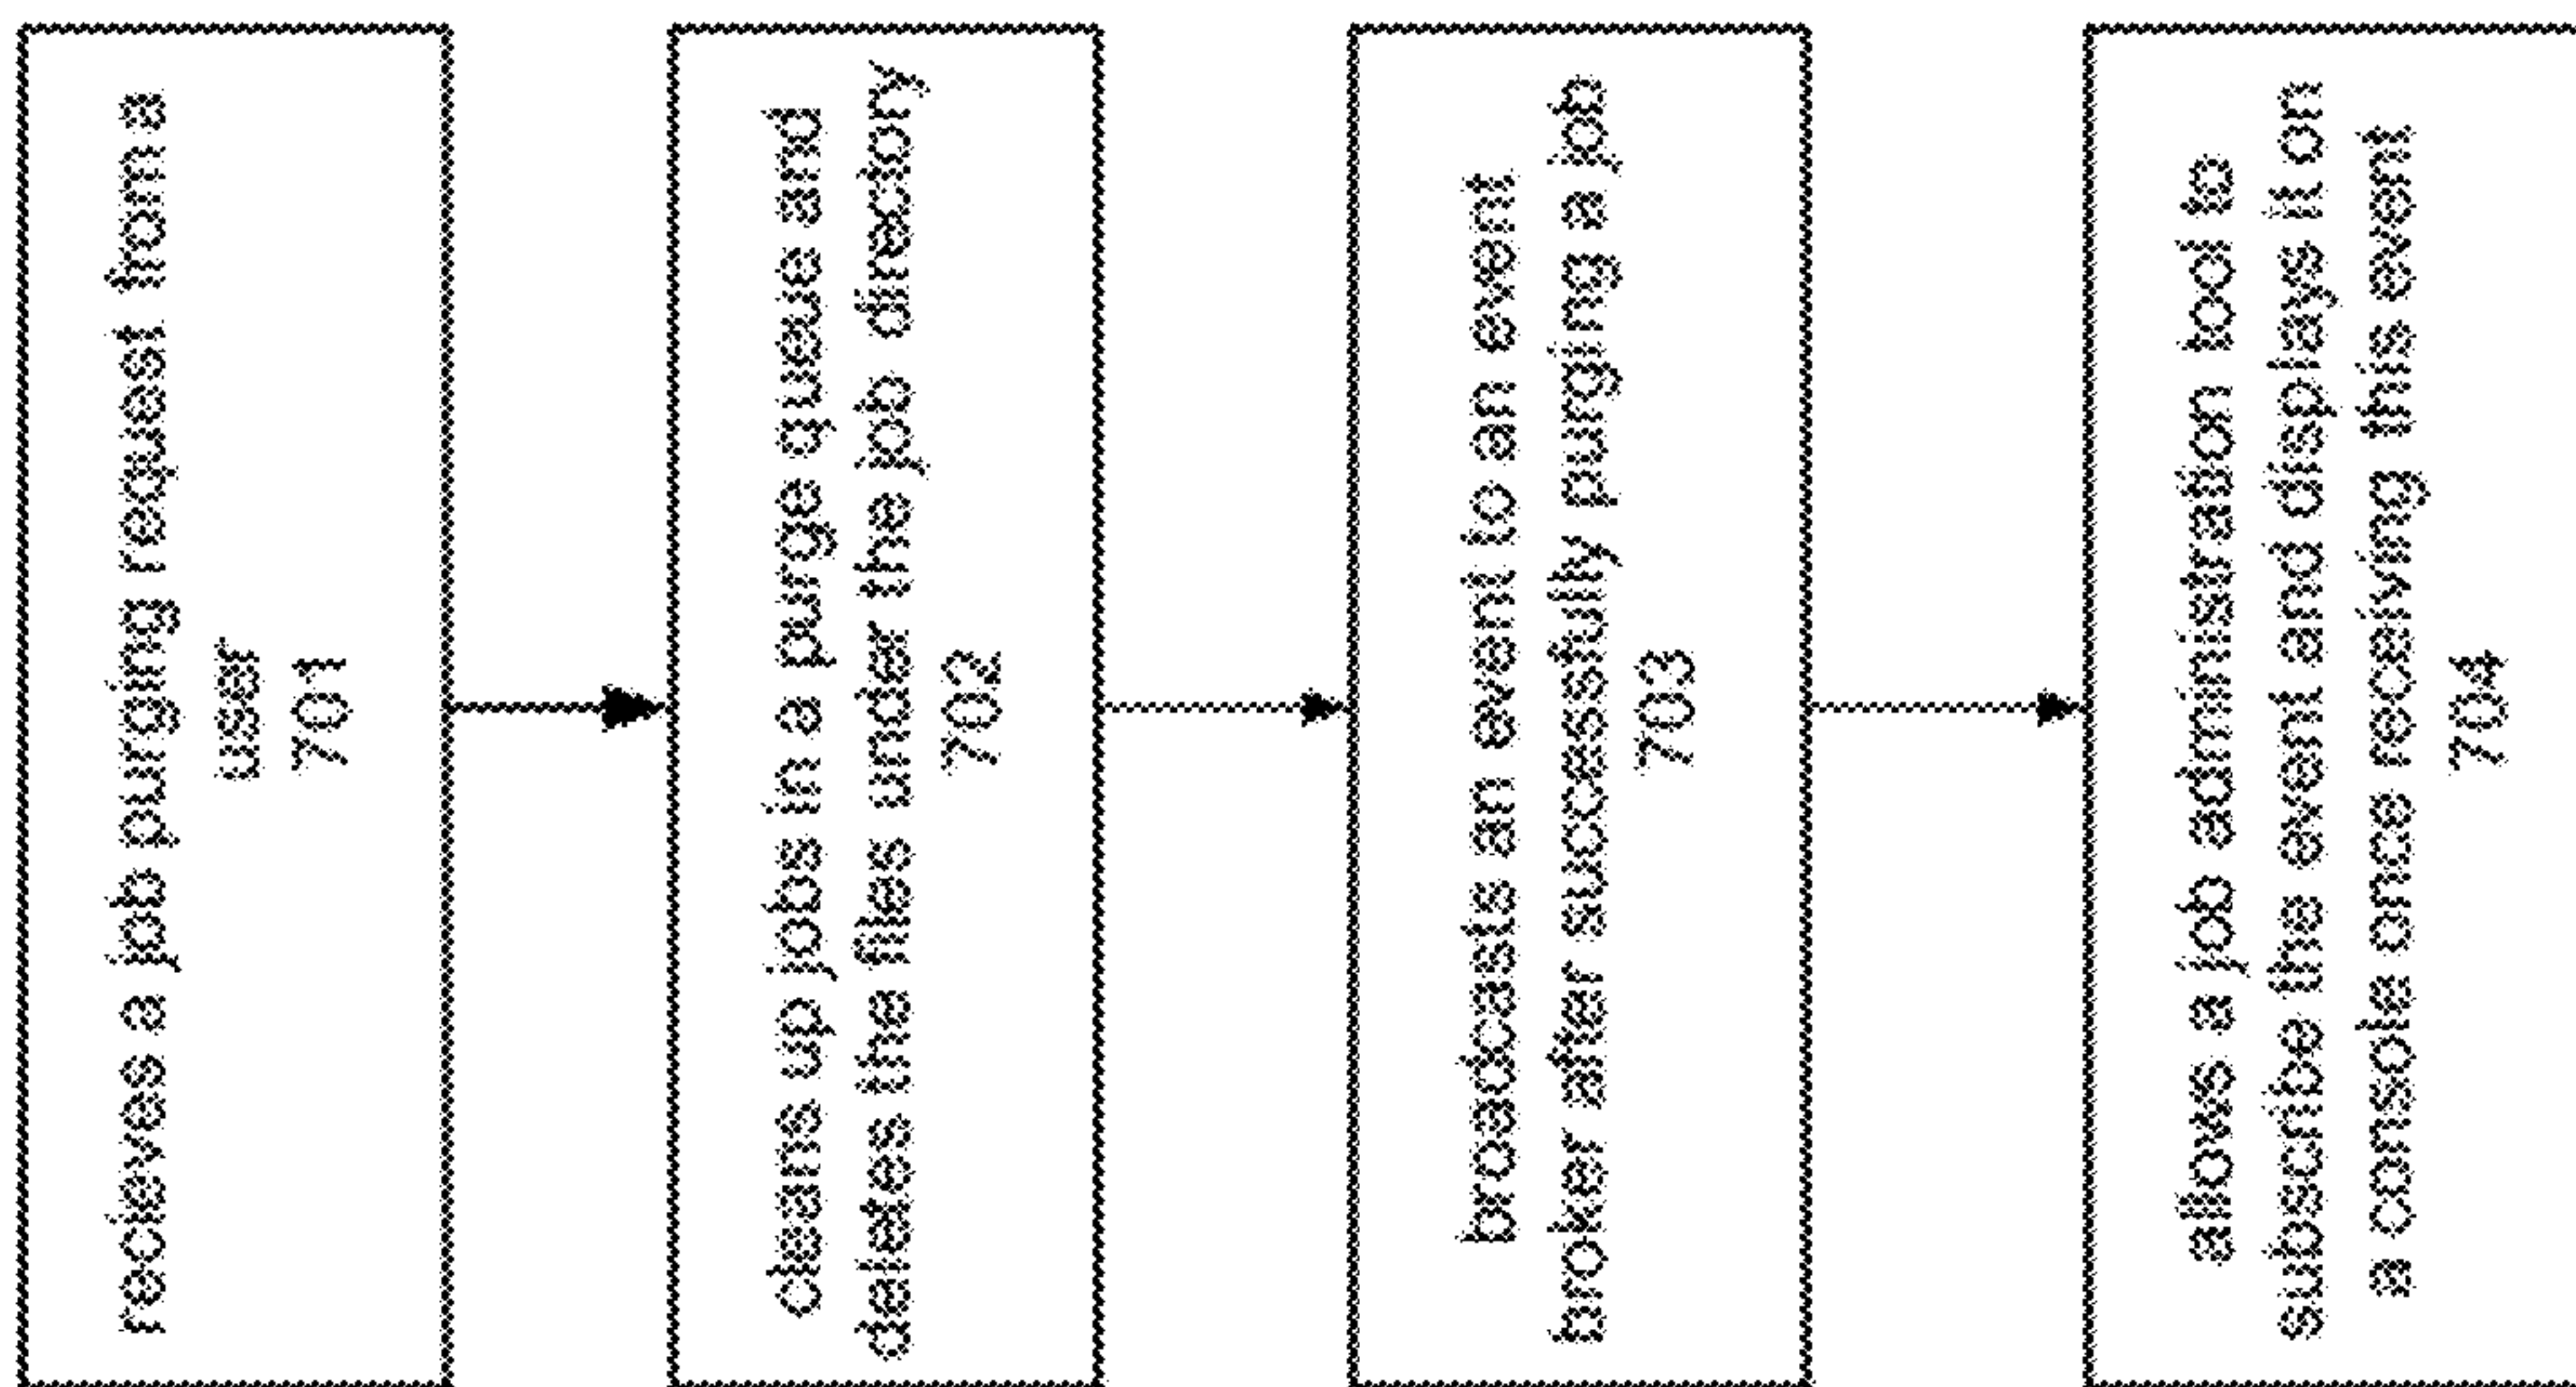 recieves a job purging request from a
user
701
cleans up jobs in a purge queue and
deletes the files under the job directory
702
broadcasts an event to an event
broker after successfully purging a job
703
allows a job administration tool to
subscribe the event and displays it on
a console once receiving this event
704